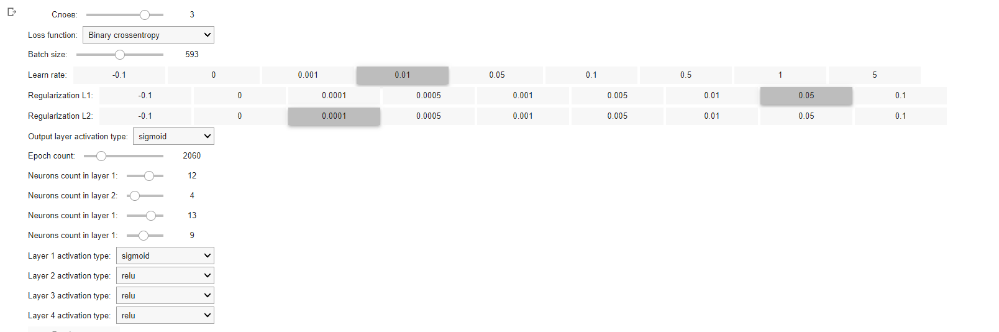 Слоев: 3
Loss function: Binary crossentropy
Batch size: 593
Learn rate: -0.1 0 0.001 0.01 0.05 0.1 0.5 1 5
Regularization L1: -0.1 0 0.0001 0.0005 0.001 0.005 0.01 0.05 0.1
Regularization L2: -0.1 0 0.0001 0.0005 0.001 0.005 0.01 0.05 0.1
Output layer activation type: sigmoid
Epoch count: 2060
Neurons count in layer 1: 12
Neurons count in layer 2: 4
Neurons count in layer 1: 13
Neurons count in layer 1: 9
Layer 1 activation type: sigmoid
Layer 2 activation type: relu
Layer 3 activation type: relu
Layer 4 activation type: relu